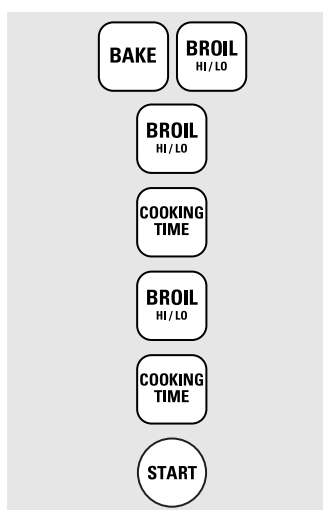 BAKE BROIL
HI / LO
BROIL
HI / LO
COOKING
TIME
BROIL
HI / LO
COOKING
TIME
START